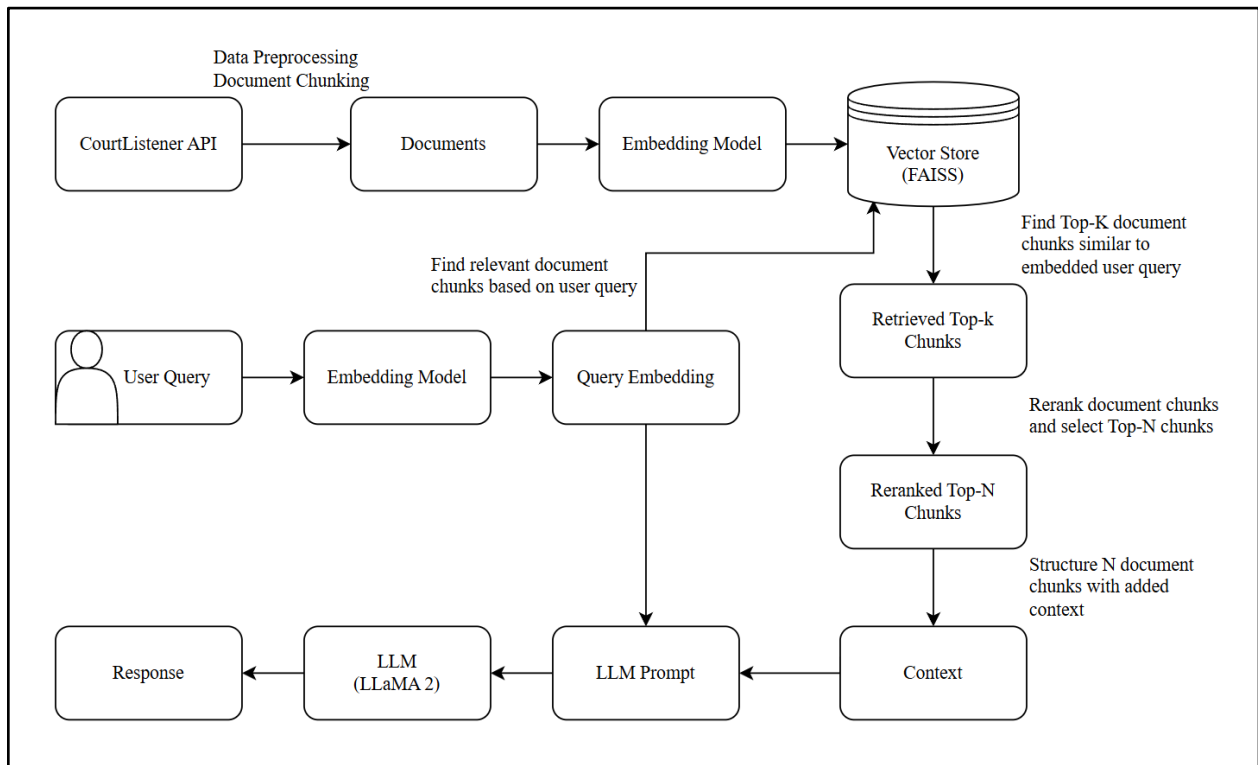 Data Preprocessing
Document Chunking
CourtListener API
Documents
Embedding Model
Vector Store
(FAISS)
Find Top-K document
chunks similar to
embedded user query
Find relevant document
chunks based on user query
Retrieved Top-k
Chunks
User Query
Embedding Model
Query Embedding
Rerank document chunks
and select Top-N chunks
Reranked Top-N
Chunks
Structure N document
chunks with added
context
Response
LLM
(LLaMA 2)
LLM Prompt
Context